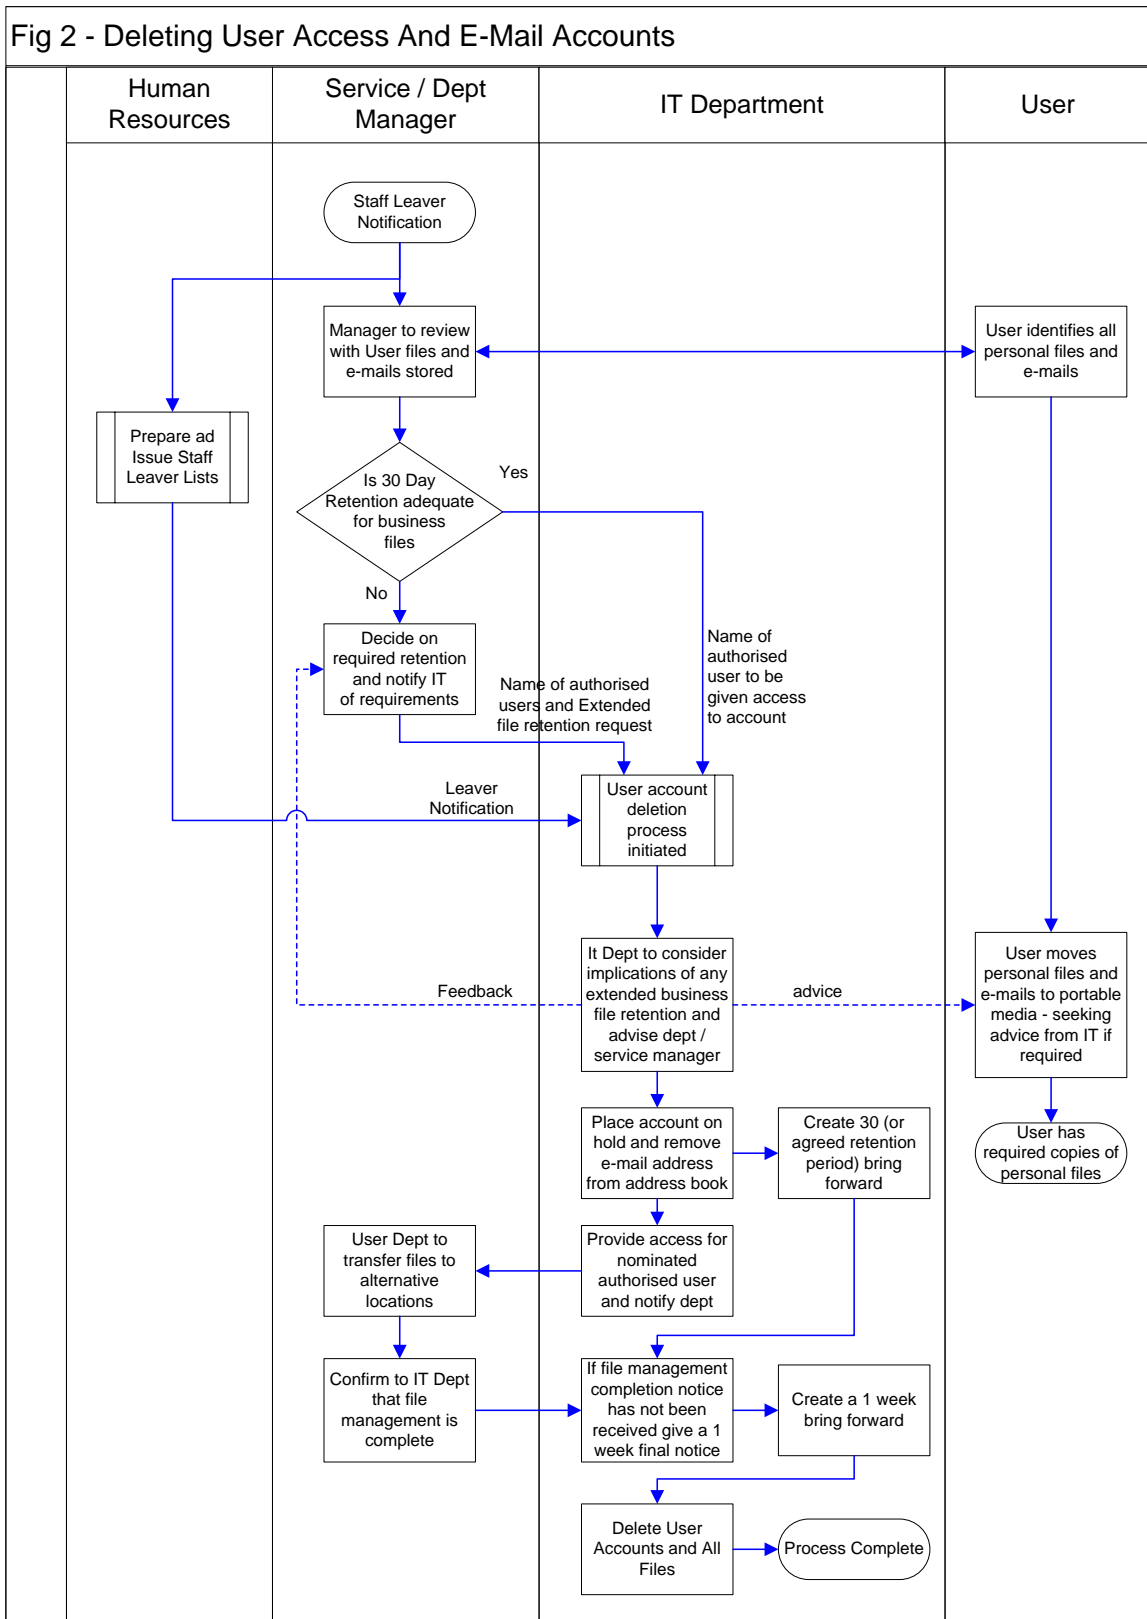 Fig 2 - Deleting User Access And E-Mail Accounts
Human
Resources
Service / Dept
Manager
IT Department
User
Staff Leaver
Notification
Manager to review
with User files and
e-mails stored
User identifies all
personal files and
e-mails
Prepare ad
Issue Staff
Leaver Lists
Is 30 Day
Retention adequate
for business
files
Yes
No
Decide on
required retention
and notify IT
of requirements
Name of authorised
users and Extended
file retention request
Name of
authorised
user to be
given access
to account
Leaver
Notification
User account
deletion
process
initiated
It Dept to consider
implications of any
extended business
file retention and
advise dept /
service manager
Feedback
advice
User moves
personal files and
e-mails to portable
media - seeking
advice from IT if
required
Place account on
hold and remove
e-mail address
from address book
Create 30 (or
agreed retention
period) bring
forward
User has
required copies of
personal files
User Dept to
transfer files to
alternative
locations
Provide access for
nominated
authorised user
and notify dept
Confirm to IT Dept
that file
management is
complete
If file management
completion notice
has not been
received give a 1
week final notice
Create a 1 week
bring forward
Delete User
Accounts and All
Files
Process Complete